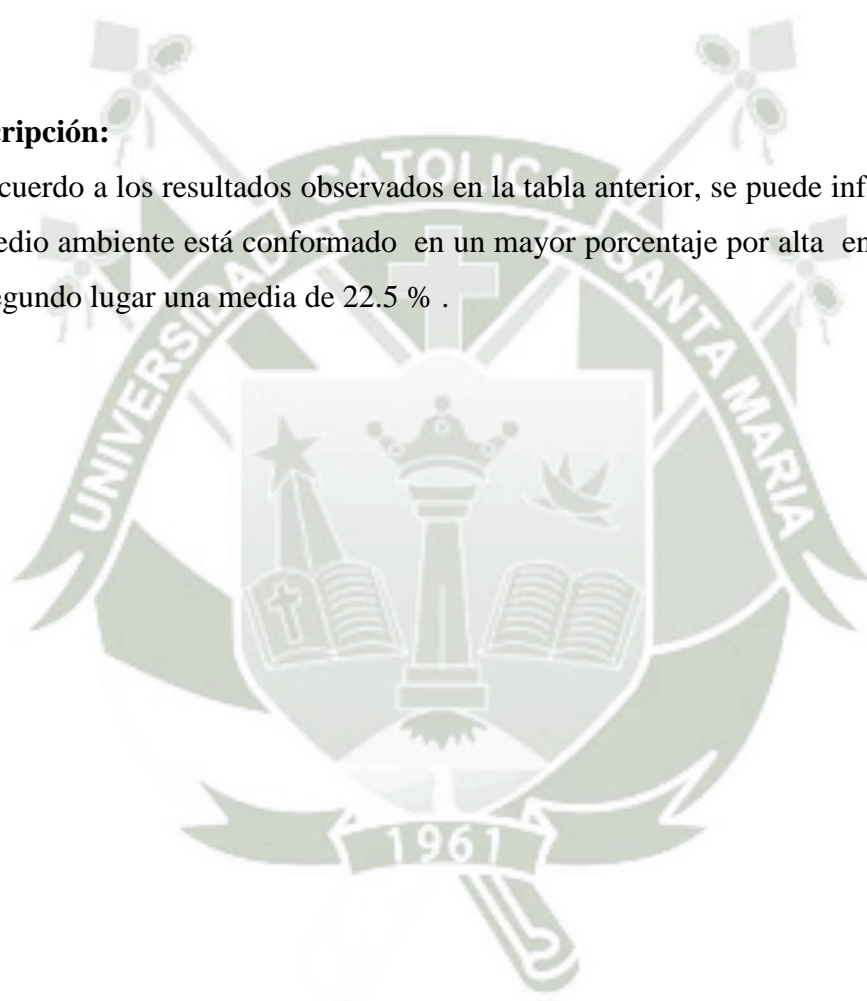 cripción:
cuerdo a los resultados observados en la tabla anterior, se puede inf
edio ambiente está conformado en un mayor porcentaje por alta en
egundo lugar una media de 22.5 % .
UNIVERSIDAD CATOLICA SANTA MARIA
1961